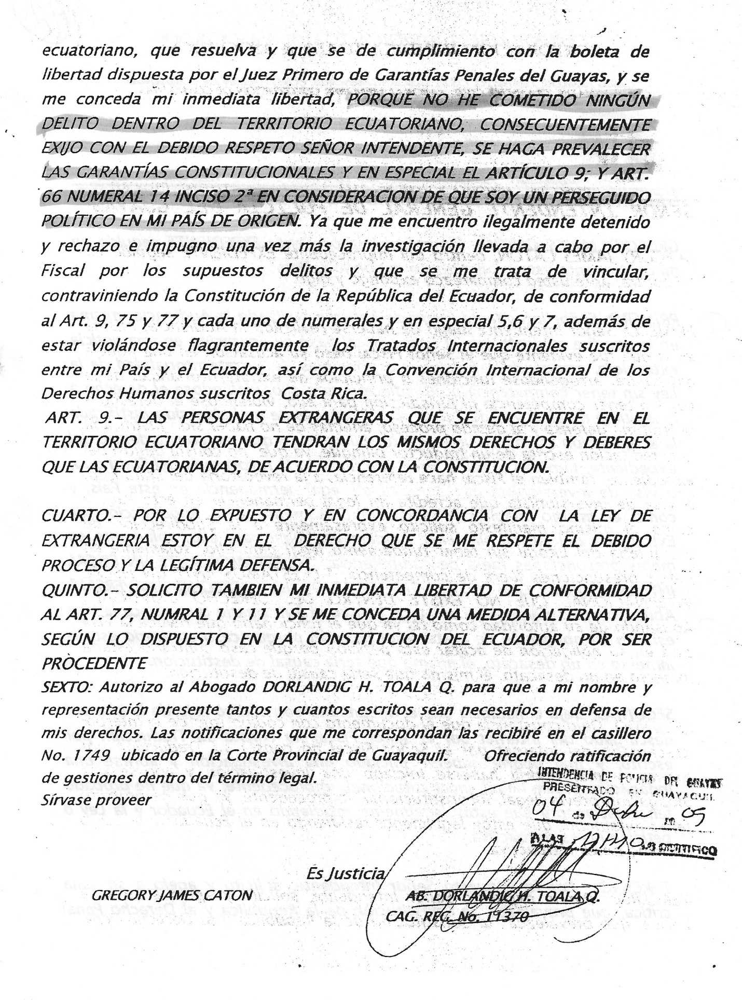 ecuatoriano, que resuelva y que se de cumplimiento con la boleta de
libertad dispuesta por el Juez Primero de Garantías Penales del Guayas, y se
me conceda mi inmediata libertad, PORQUE NO HE COMETIDO NINGÚN
DELITO DENTRO DEL TERRITORIO ECUATORIANO, CONSECUENTEMENTE
EXIJO CON EL DEBIDO RESPETO SEÑOR INTENDENTE, SE HAGA PREVALECER
LAS GARANTÍAS CONSTITUCIONALES Y EN ESPECIAL EL ARTÍCULO 9; Y ART.
66 NUMERAL 14 INCISO 2ª EN CONSIDERACION DE QUE SOY UN PERSEGUIDO
POLÍTICO EN MI PAÍS DE ORIGEN. Ya que me encuentro ilegalmente detenido
y rechazo e impugno una vez más la investigación llevada a cabo por el
Fiscal por los supuestos delitos y que se me trata de vincular,
contraviniendo la Constitución de la República del Ecuador, de conformidad
al Art. 9, 75 y 77 y cada uno de numerales y en especial 5,6 y 7, además de
estar violándose flagrantemente los Tratados Internacionales suscritos
entre mi País y el Ecuador, así como la Convención Internacional de los
Derechos Humanos suscritos Costa Rica.
ART. 9.- LAS PERSONAS EXTRANGERAS QUE SE ENCUENTRE EN EL
TERRITORIO ECUATORIANO TENDRAN LOS MISMOS DERECHOS Y DEBERES
QUE LAS ECUATORIANAS, DE ACUERDO CON LA CONSTITUCION.
CUARTO.- POR LO EXPUESTO Y EN CONCORDANCIA CON LA LEY DE
EXTRANGERIA ESTOY EN EL DERECHO QUE SE ME RESPETE EL DEBIDO
PROCESO Y LA LEGÍTIMA DEFENSA.
QUINTO.- SOLICITO TAMBIEN MI INMEDIATA LIBERTAD DE CONFORMIDAD
AL ART. 77, NUMRAL 1 Y 11 Y SE ME CONCEDA UNA MEDIDA ALTERNATIVA,
SEGÚN LO DISPUESTO EN LA CONSTITUCION DEL ECUADOR, POR SER
PROCEDENTE
SEXTO: Autorizo al Abogado DORLANDIG H. TOALA Q. para que a mi nombre y
representación presente tantos y cuantos escritos sean necesarios en defensa de
mis derechos. Las notificaciones que me correspondan las recibiré en el casillero
No. 1749 ubicado en la Corte Provincial de Guayaquil. Ofreciendo ratificación
de gestiones dentro del término legal.
Sírvase proveer
INTENDENCIA DE POLICIA DEL GUAYAS
PRESENTADO EN GUAYAQUIL
04 de 09
A LAS LO CERTIFICO
Es Justicia
GREGORY JAMES CATON
AB. DORLANDIG H. TOALA Q.
CAG. REG. No. 11370